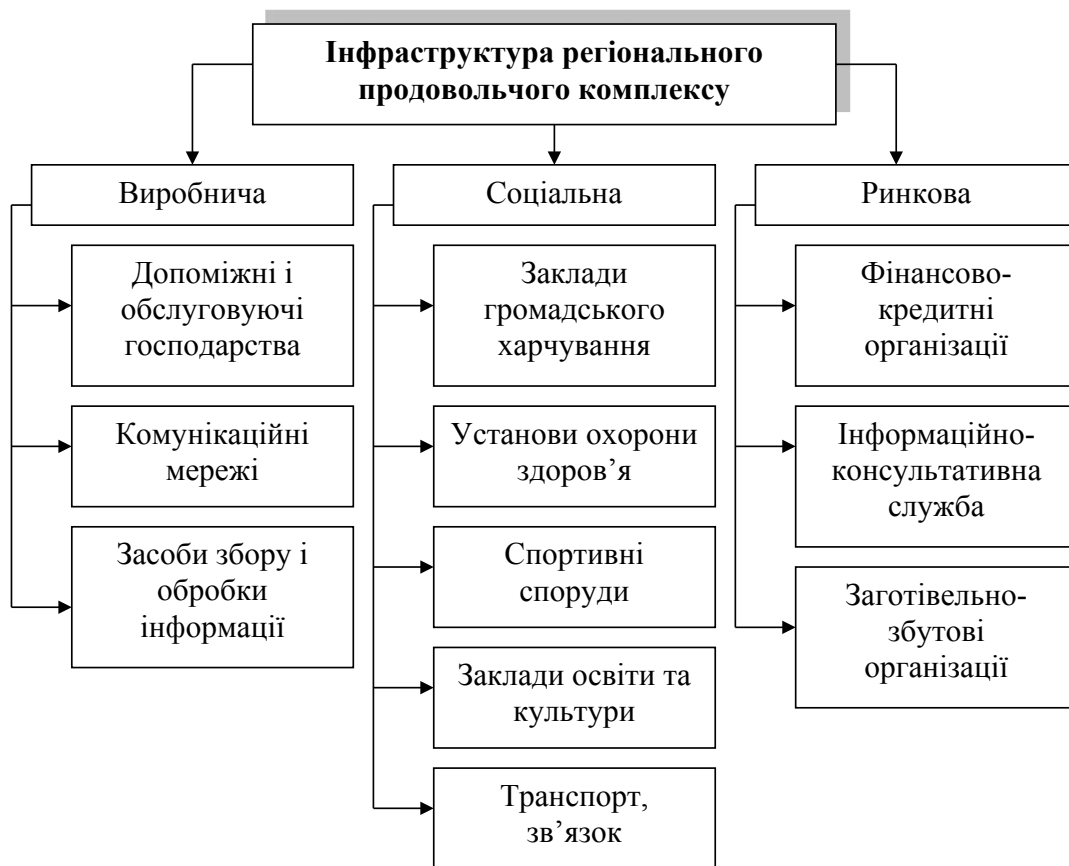 Інфраструктура регіонального
продовольчого комплексу
Виробнича
Допоміжні і
обслуговуючі
господарства
Комунікаційні
мережі
Засоби збору і
обробки
інформації
Соціальна
Заклади
громадського
харчування
Установи охорони
здоров’я
Спортивні
споруди
Заклади освіти та
культури
Транспорт,
зв’язок
Ринкова
Фінансово-
кредитні
організації
Інформаційно-
консультативна
служба
Заготівельно-
збутові
організації